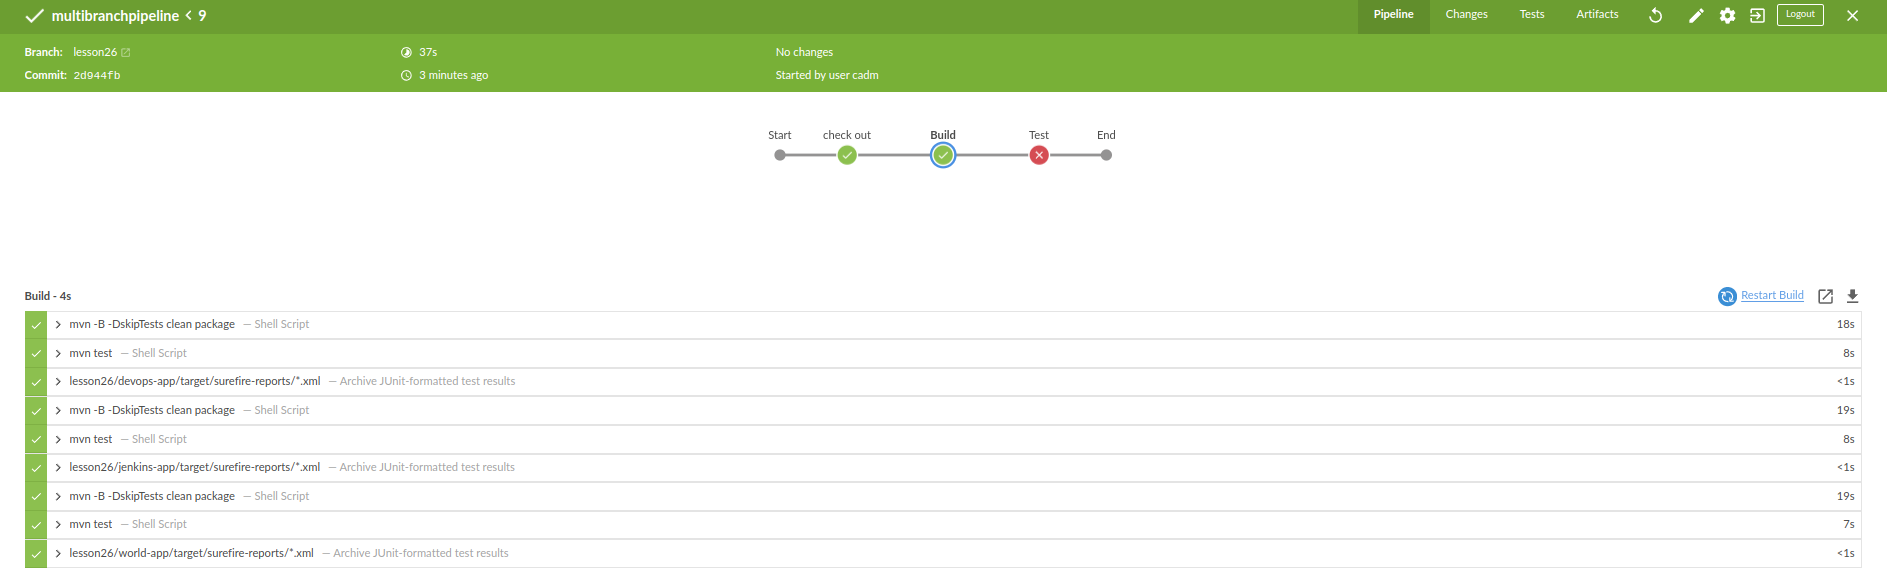 multibranchpipeline < 9
Pipeline Changes Tests Artifacts Logout
Branch: lesson26 37s No changes
Commit: 2d944fb 3 minutes ago Started by user cadm
Start check out Build Test End
Build - 4s Restart Build
mvn -B -DskipTests clean package — Shell Script 18s
mvn test — Shell Script 8s
lesson26/devops-app/target/surefire-reports/*.xml — Archive JUnit-formatted test results <1s
mvn -B -DskipTests clean package — Shell Script 19s
mvn test — Shell Script 8s
lesson26/jenkins-app/target/surefire-reports/*.xml — Archive JUnit-formatted test results <1s
mvn -B -DskipTests clean package — Shell Script 19s
mvn test — Shell Script 7s
lesson26/world-app/target/surefire-reports/*.xml — Archive JUnit-formatted test results <1s